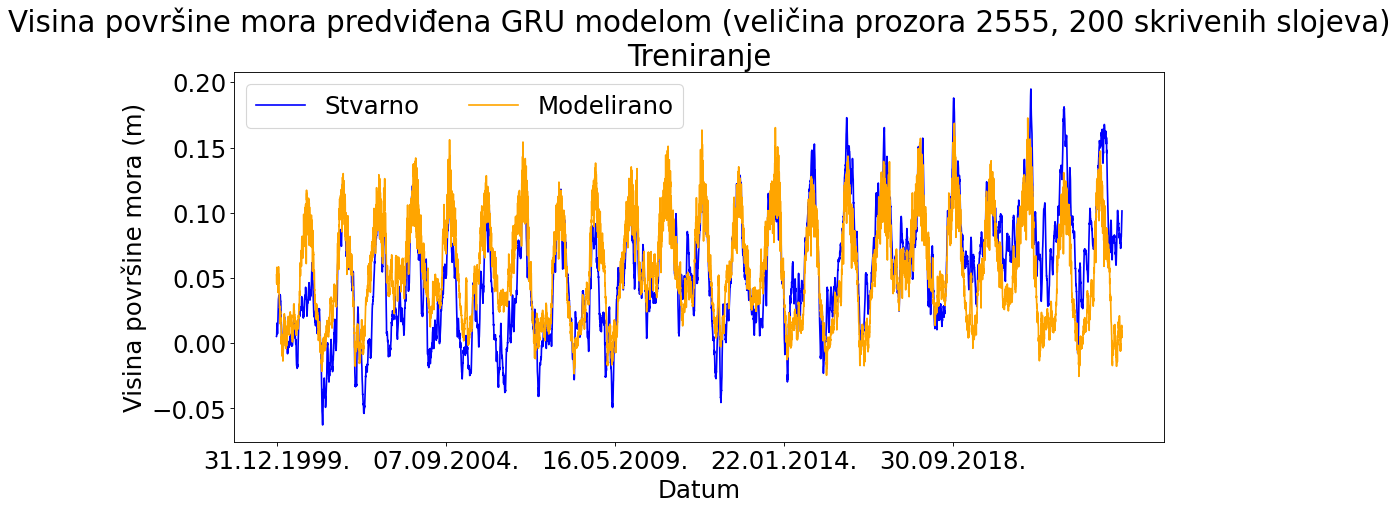 Visina površine mora predviđena GRU modelom (veličina prozora 2555, 200 skrivenih slojeva)
Treniranje
Stvarno
Modelirano
Visina površine mora (m)
0.20
0.15
0.10
0.05
0.00
−0.05
31.12.1999.
07.09.2004.
16.05.2009.
22.01.2014.
30.09.2018.
Datum